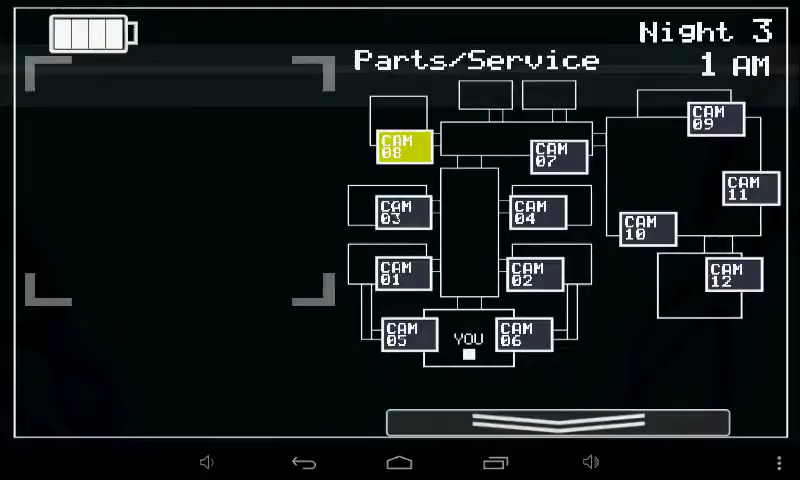 Night 3
Parts/Service
1 AM
CAM
09
CAM
08
CAM
07
CAM
11
CAM
03
CAM
04
CAM
10
CAM
01
CAM
02
CAM
12
CAM
05
YOU
CAM
06